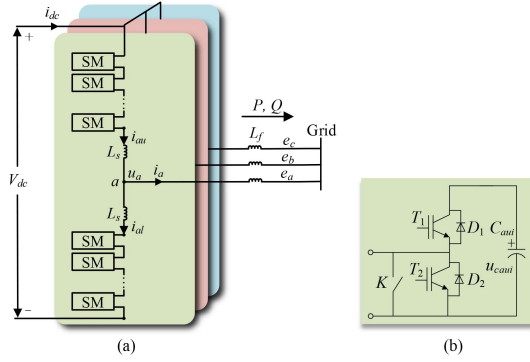 i_dc
+
SM
SM
SM
i_au
L_s
V_dc
a
u_a
i_a
L_s
i_al
SM
SM
SM
−
P, Q
L_f
Grid
e_c
e_b
e_a
(a)
T_1
D_1
C_aui
+
u_caui
K
T_2
D_2
(b)